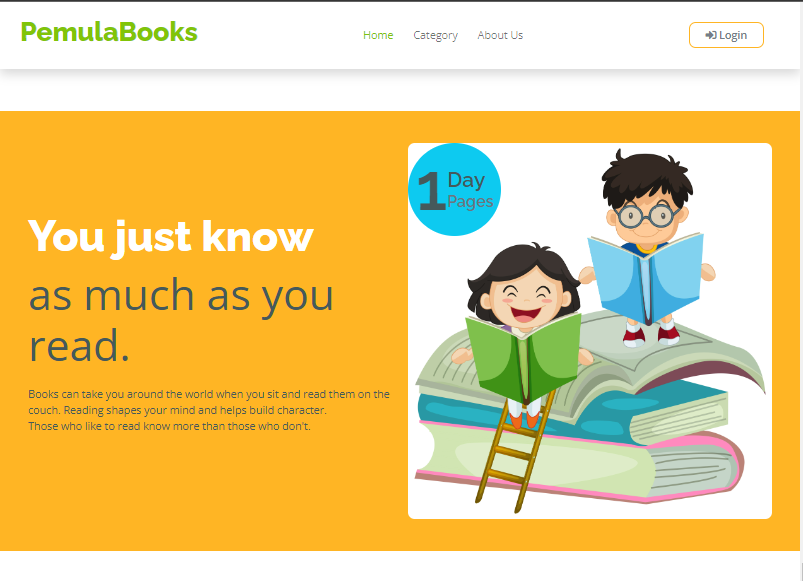 PemulaBooks
Home Category About Us
Login
1 Day
Pages
You just know
as much as you
read.
Books can take you around the world when you sit and read them on the
couch. Reading shapes your mind and helps build character.
Those who like to read know more than those who don't.